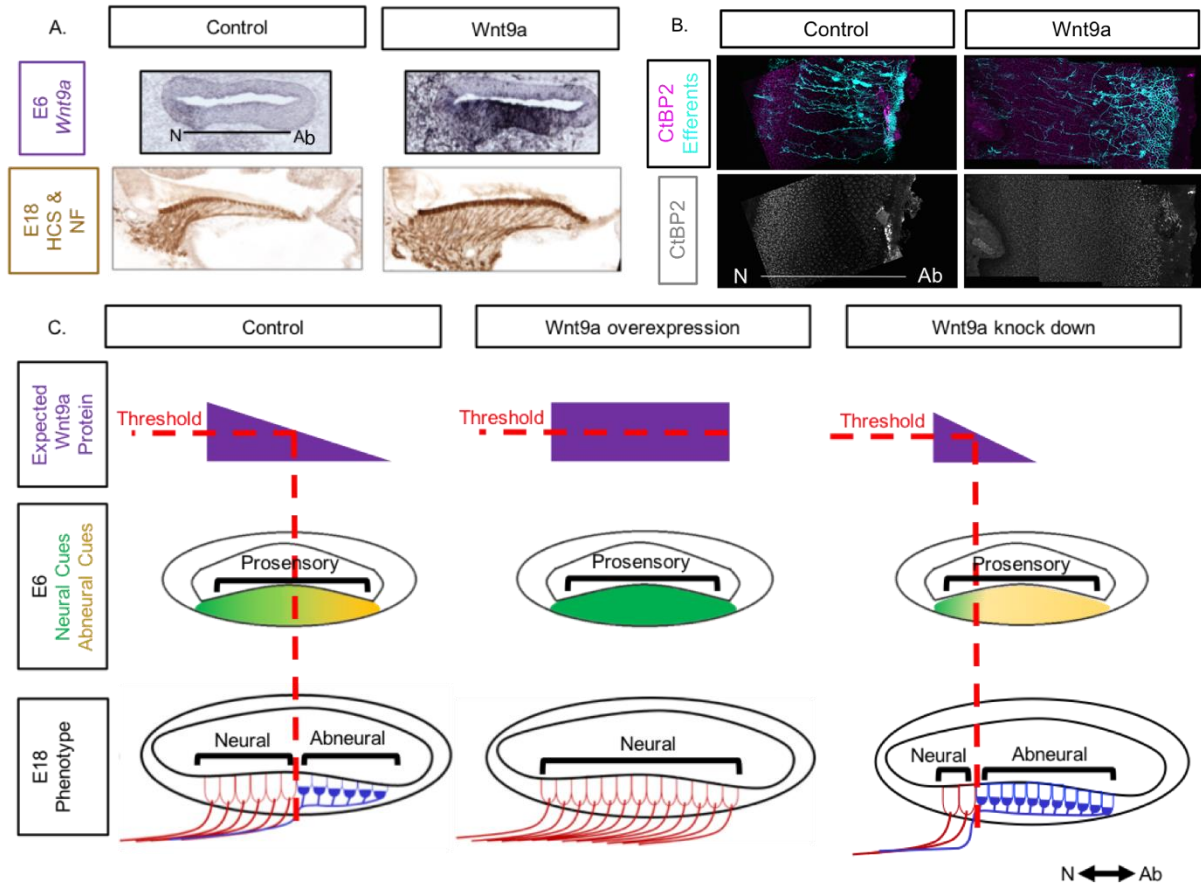 A.
Control
Wnt9a
B.
Control
Wnt9a
E6
Wnt9a
N
Ab
E18
HCS &
NF
CtBP2
Efferents
CtBP2
N
Ab
C.
Control
Wnt9a overexpression
Wnt9a knock down
Expected
Wnt9a
Protein
Threshold
Threshold
Threshold
E6
Neural Cues
Abneural Cues
Prosensory
Prosensory
Prosensory
E18
Phenotype
Neural
Abneural
Neural
Neural
Abneural
N
Ab